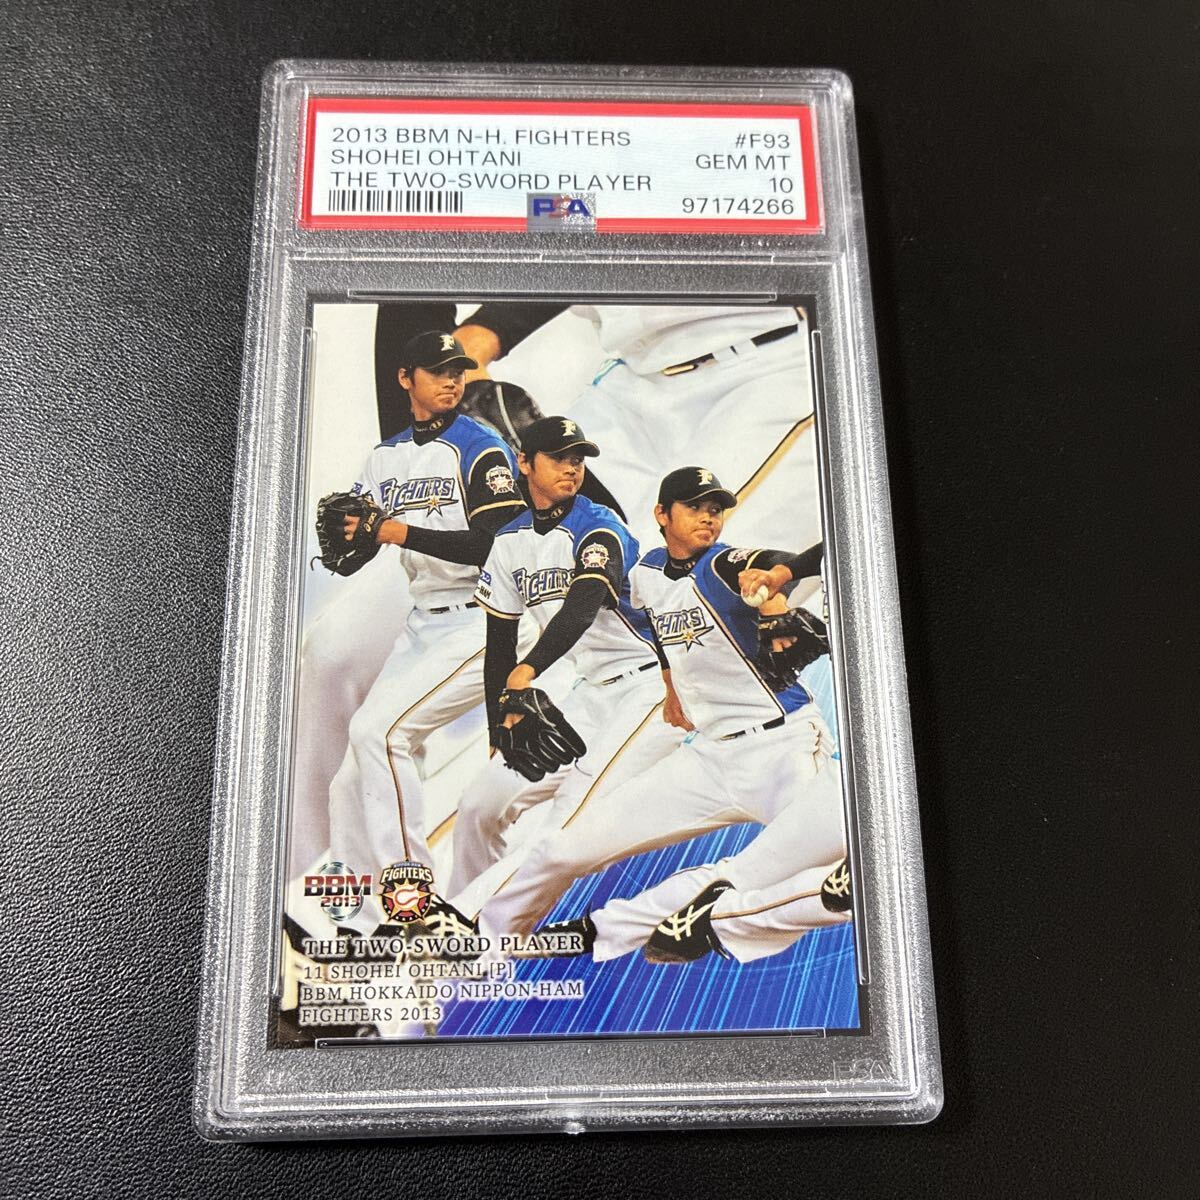 2013 BBM N-H. FIGHTERS #F93
SHOHEI OHTANI GEM MT
THE TWO-SWORD PLAYER 10
PSA 97174266
FIGHTERS
FIGHTERS
FIGHTERS
BBM
2013
FIGHTERS
THE TWO-SWORD PLAYER
11 SHOHEI OHTANI [P]
BBM HOKKAIDO NIPPON-HAM
FIGHTERS 2013
PSA